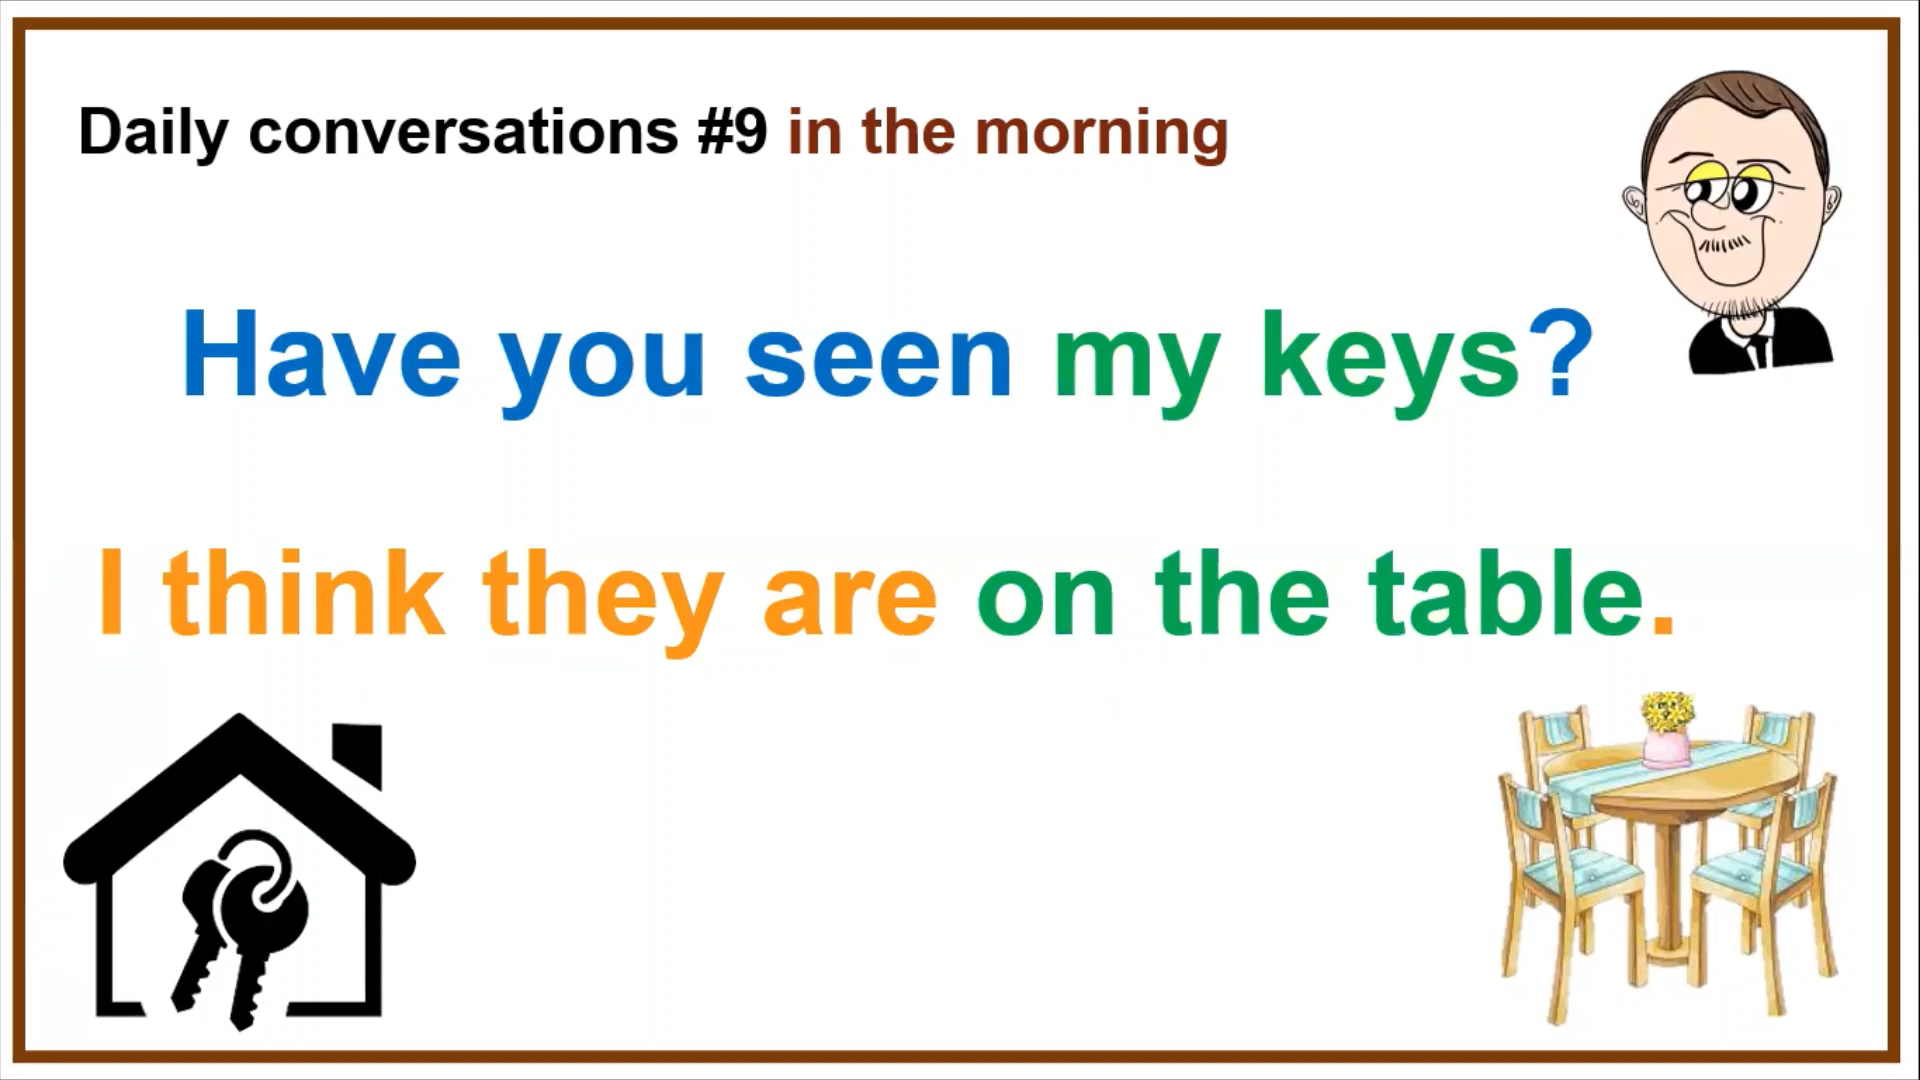 Daily conversations #9 in the morning
Have you seen my keys?
I think they are on the table.